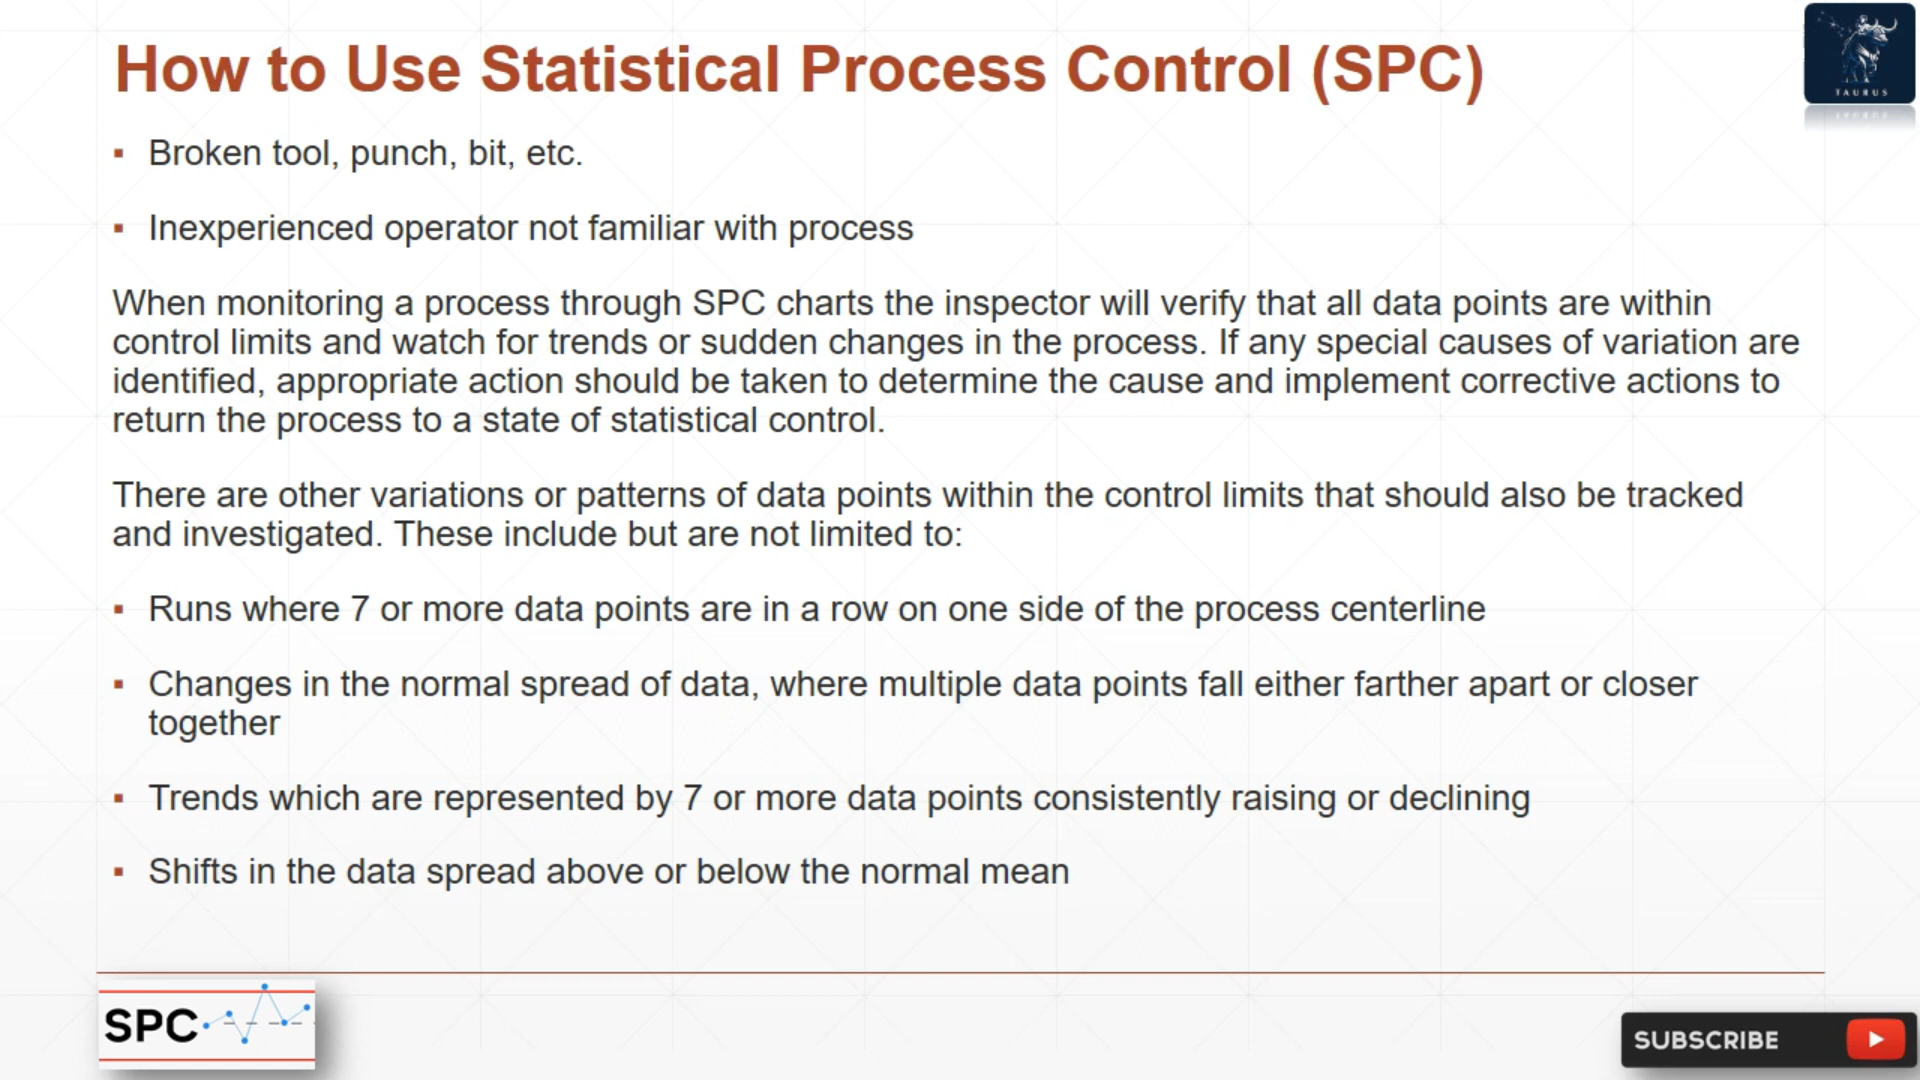 How to Use Statistical Process Control (SPC)
TAURUS
▪ Broken tool, punch, bit, etc.
▪ Inexperienced operator not familiar with process
When monitoring a process through SPC charts the inspector will verify that all data points are within
control limits and watch for trends or sudden changes in the process. If any special causes of variation are
identified, appropriate action should be taken to determine the cause and implement corrective actions to
return the process to a state of statistical control.
There are other variations or patterns of data points within the control limits that should also be tracked
and investigated. These include but are not limited to:
▪ Runs where 7 or more data points are in a row on one side of the process centerline
▪ Changes in the normal spread of data, where multiple data points fall either farther apart or closer
together
▪ Trends which are represented by 7 or more data points consistently raising or declining
▪ Shifts in the data spread above or below the normal mean
SPC
SUBSCRIBE